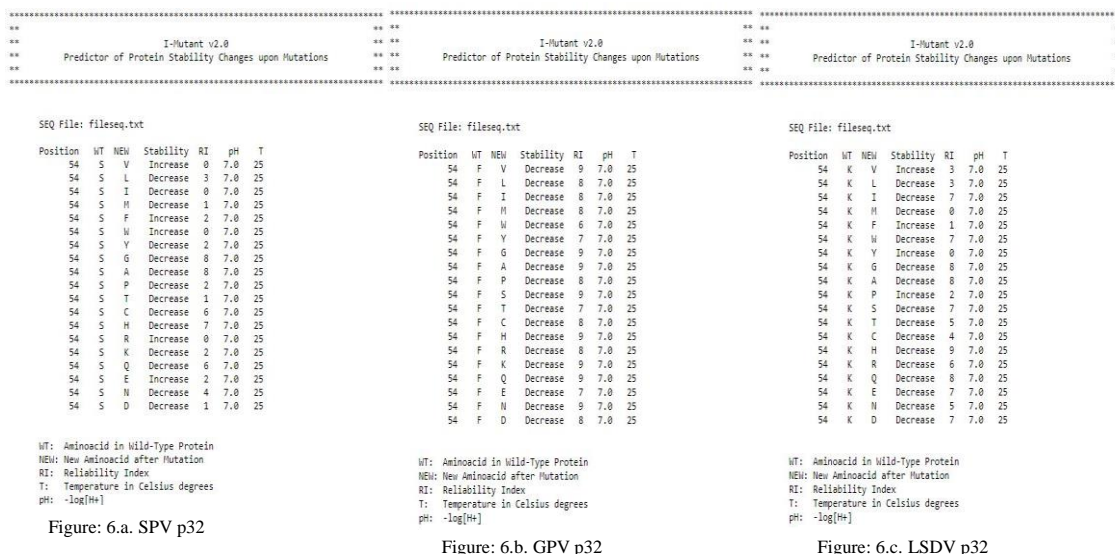 ********************************************************************************
**                                                                            **
**                               I-Mutant v2.0                                **
**            Predictor of Protein Stability Changes upon Mutations           **
**                                                                            **
********************************************************************************
SEQ File: fileseq.txt
Position WT NEW Stability RI pH T
54 S V Increase 0 7.0 25
54 S L Decrease 3 7.0 25
54 S I Decrease 0 7.0 25
54 S M Decrease 1 7.0 25
54 S F Increase 2 7.0 25
54 S W Increase 0 7.0 25
54 S Y Decrease 2 7.0 25
54 S G Decrease 8 7.0 25
54 S A Decrease 8 7.0 25
54 S P Decrease 2 7.0 25
54 S T Decrease 1 7.0 25
54 S C Decrease 6 7.0 25
54 S H Decrease 7 7.0 25
54 S R Increase 0 7.0 25
54 S K Decrease 2 7.0 25
54 S Q Decrease 6 7.0 25
54 S E Increase 2 7.0 25
54 S N Decrease 4 7.0 25
54 S D Decrease 1 7.0 25
WT: Aminoacid in Wild-Type Protein
NEW: New Aminoacid after Mutation
RI: Reliability Index
T: Temperature in Celsius degrees
pH: -log[H+]
Figure: 6.a. SPV p32
********************************************************************************
**                                                                            **
**                               I-Mutant v2.0                                **
**            Predictor of Protein Stability Changes upon Mutations           **
**                                                                            **
********************************************************************************
SEQ File: fileseq.txt
Position WT NEW Stability RI pH T
54 F V Decrease 9 7.0 25
54 F L Decrease 8 7.0 25
54 F I Decrease 8 7.0 25
54 F M Decrease 8 7.0 25
54 F W Decrease 6 7.0 25
54 F Y Decrease 7 7.0 25
54 F G Decrease 9 7.0 25
54 F A Decrease 9 7.0 25
54 F P Decrease 8 7.0 25
54 F S Decrease 9 7.0 25
54 F T Decrease 7 7.0 25
54 F C Decrease 8 7.0 25
54 F H Decrease 9 7.0 25
54 F R Decrease 8 7.0 25
54 F K Decrease 9 7.0 25
54 F Q Decrease 9 7.0 25
54 F E Decrease 7 7.0 25
54 F N Decrease 9 7.0 25
54 F D Decrease 8 7.0 25
WT: Aminoacid in Wild-Type Protein
NEW: New Aminoacid after Mutation
RI: Reliability Index
T: Temperature in Celsius degrees
pH: -log[H+]
Figure: 6.b. GPV p32
********************************************************************************
**
**                               I-Mutant v2.0
**            Predictor of Protein Stability Changes upon Mutations
**
********************************************************************************
SEQ File: fileseq.txt
Position WT NEW Stability RI pH T
54 K V Increase 3 7.0 25
54 K L Decrease 3 7.0 25
54 K I Decrease 7 7.0 25
54 K M Decrease 0 7.0 25
54 K F Increase 1 7.0 25
54 K W Decrease 7 7.0 25
54 K Y Increase 0 7.0 25
54 K G Decrease 8 7.0 25
54 K A Decrease 8 7.0 25
54 K P Increase 2 7.0 25
54 K S Decrease 7 7.0 25
54 K T Decrease 5 7.0 25
54 K C Decrease 4 7.0 25
54 K H Decrease 9 7.0 25
54 K R Decrease 6 7.0 25
54 K Q Decrease 8 7.0 25
54 K E Decrease 7 7.0 25
54 K N Decrease 5 7.0 25
54 K D Decrease 7 7.0 25
WT: Aminoacid in Wild-Type Protein
NEW: New Aminoacid after Mutation
RI: Reliability Index
T: Temperature in Celsius degrees
pH: -log[H+]
Figure: 6.c. LSDV p32